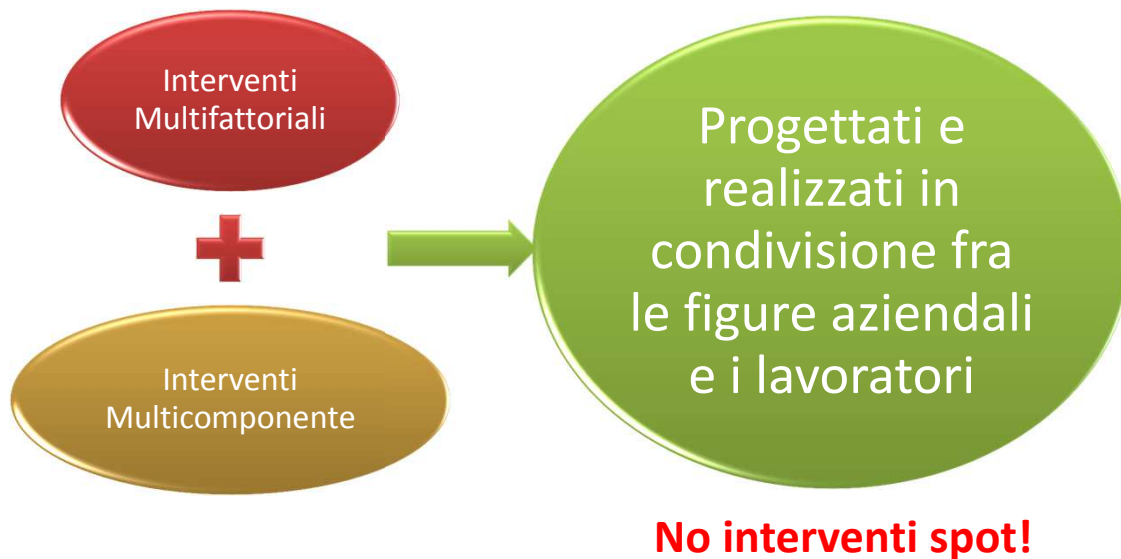 Interventi
Multifattoriali
Interventi
Multicomponente
Progettati e
realizzati in
condivisione fra
le figure aziendali
e i lavoratori
No interventi spot!